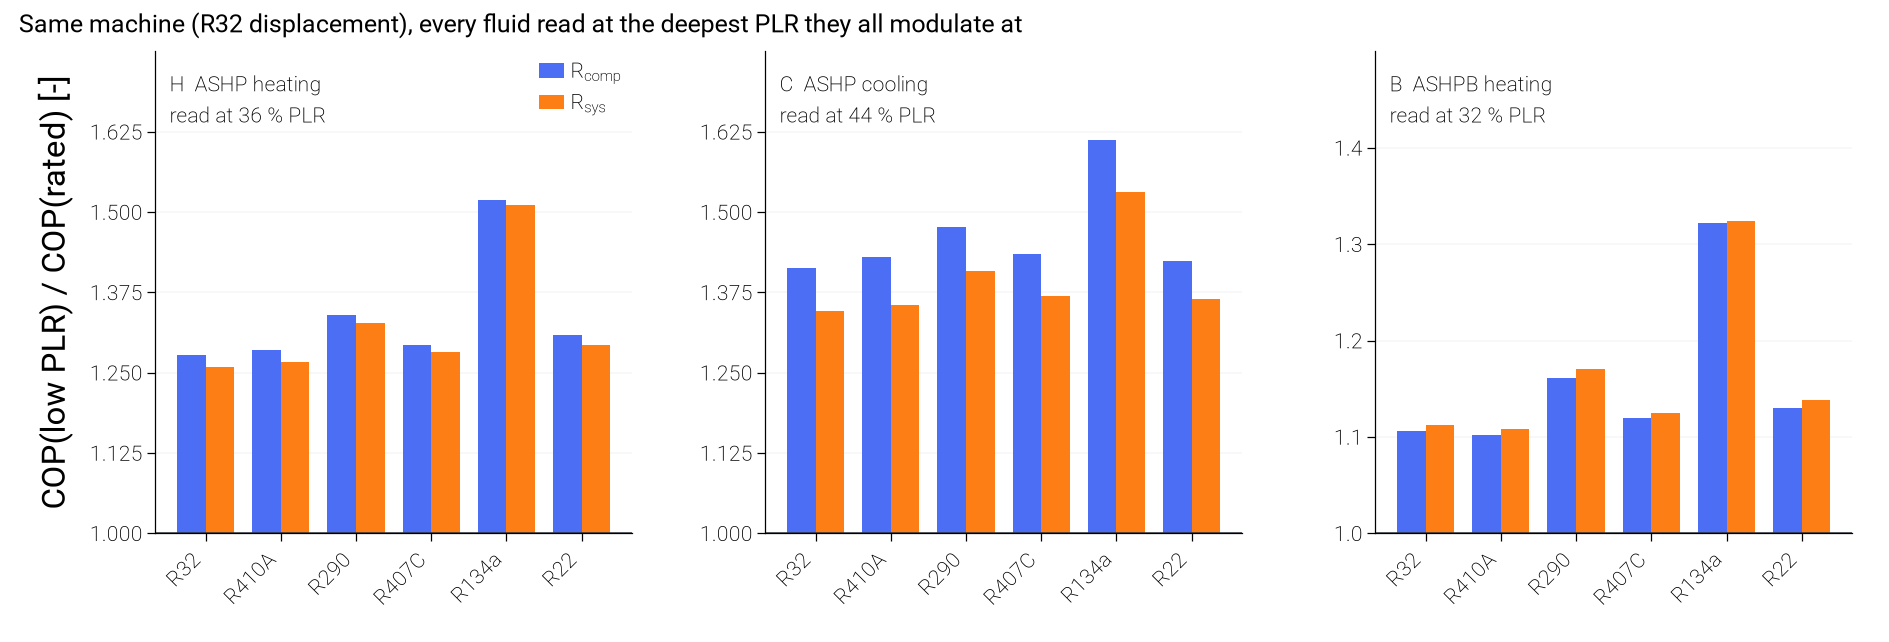 Same machine (R32 displacement), every fluid read at the deepest PLR they all modulate at
COP(low PLR) / COP(rated) [-]
H ASHP heating
read at 36 % PLR
Rcomp
Rsys
1.625
1.500
1.375
1.250
1.125
1.000
R32
R410A
R290
R407C
R134a
R22
C ASHP cooling
read at 44 % PLR
1.625
1.500
1.375
1.250
1.125
1.000
R32
R410A
R290
R407C
R134a
R22
B ASHPB heating
read at 32 % PLR
1.4
1.3
1.2
1.1
1.0
R32
R410A
R290
R407C
R134a
R22